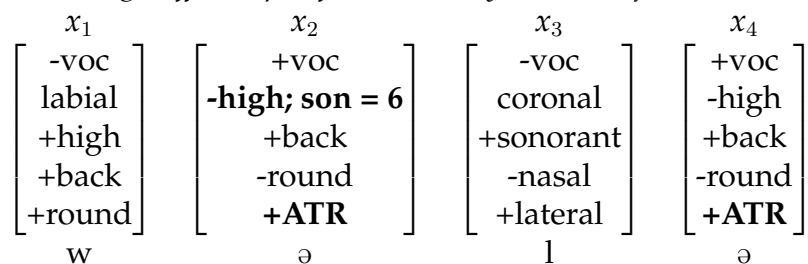 x₁ x₂ x₃ x₄
-voc +voc -voc +voc
labial -high; son = 6 coronal -high
+high +back +sonorant +back
+back -round -nasal -round
+round +ATR +lateral +ATR
w ə l ə